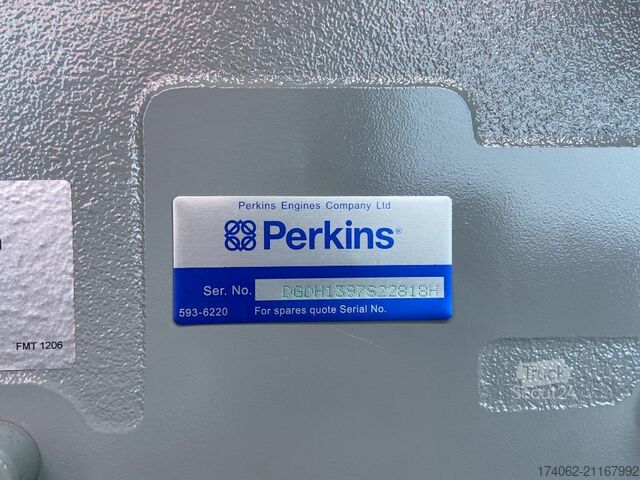 Perkins Engines Company Ltd
Perkins®
Ser. No. DGDH1397S22818H
593-6220 For spares quote Serial No.
FMT 1206
Truck
Scout24
174062-21167992